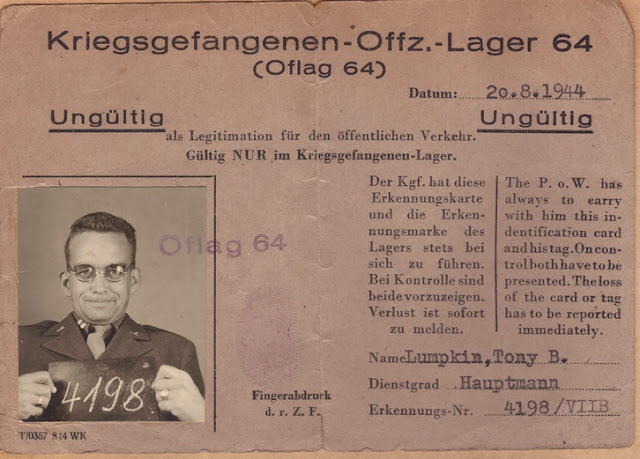 Kriegsgefangenen-Offz.-Lager 64
(Oflag 64)
Datum: 20.8.1944
Ungültig Ungültig
als Legitimation für den öffentlichen Verkehr.
Gültig NUR im Kriegsgefangenen-Lager.
Der Kgf. hat diese
Erkennungskarte
und die Erken-
nungsmarke des
Lagers stets bei
sich zu führen.
Bei Kontrolle sind
beide vorzuzeigen.
Verlust ist sofort
zu melden.
The P. o. W. has
always to carry
with him this in-
dentification card
and his tag. On con-
trol both have to be
presented. The loss
of the card or tag
has to be reported
immediately.
Oflag 64
4198
Fingerabdruck
d. r. Z. F.
Name Lumpkin, Tony B.
Dienstgrad Hauptmann
Erkennungs-Nr. 4198/VIIB
T/0357 844 WK